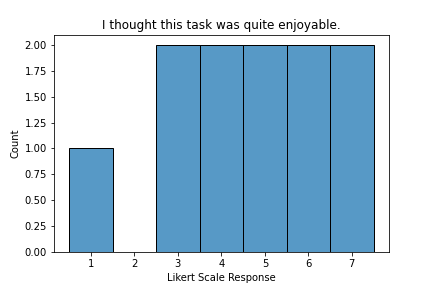 I thought this task was quite enjoyable.
2.00
1.75
1.50
1.25
1.00
0.75
0.50
0.25
0.00
Count
1 2 3 4 5 6 7
Likert Scale Response